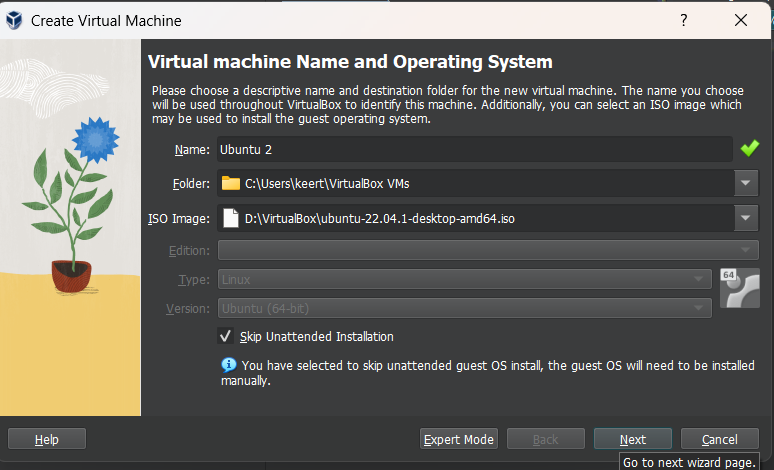 Create Virtual Machine
?
Virtual machine Name and Operating System
Please choose a descriptive name and destination folder for the new virtual machine. The name you choose
will be used throughout VirtualBox to identify this machine. Additionally, you can select an ISO image which
may be used to install the guest operating system.
Name: Ubuntu 2
Folder: C:\Users\keert\VirtualBox VMs
ISO Image: D:\VirtualBox\ubuntu-22.04.1-desktop-amd64.iso
Edition:
Type: Linux
64
Version: Ubuntu (64-bit)
Skip Unattended Installation
You have selected to skip unattended guest OS install, the guest OS will need to be installed
manually.
Help Expert Mode Back Next Cancel
Go to next wizard page.